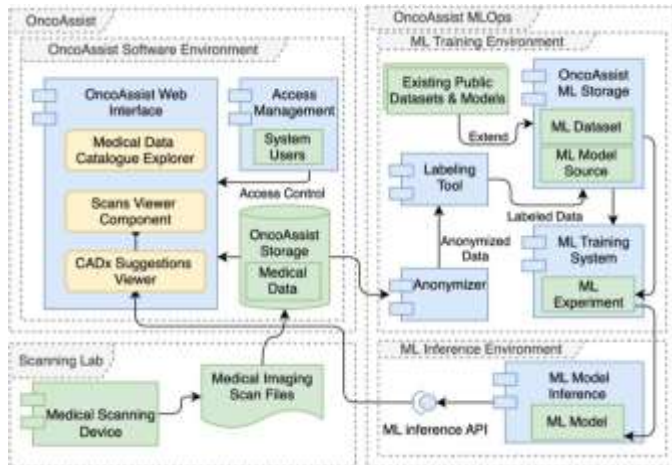 OncoAssist
OncoAssist Software Environment
OncoAssist Web
Interface
Medical Data
Catalogue Explorer
Scans Viewer
Component
CADx Suggestions
Viewer
Access
Management
System
Users
Access Control
OncoAssist
Storage
Medical
Data
Scanning Lab
Medical Scanning
Device
Medical Imaging
Scan Files
OncoAssist MLOps
ML Training Environment
Existing Public
Datasets & Models
Extend
OncoAssist
ML Storage
ML Dataset
ML Model
Source
Labeling
Tool
Labeled Data
Anonymized
Data
Anonymizer
ML Training
System
ML
Experiment
ML Inference Environment
ML Model
Inference
ML Model
ML inference API